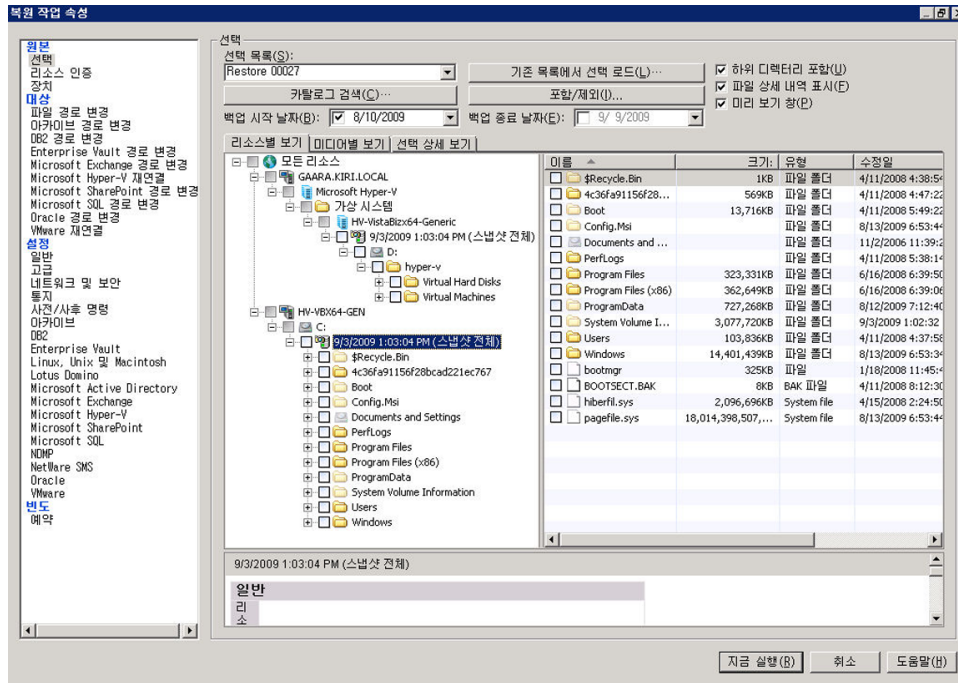 복원 작업 속성
원본
선택
리소스 인증
장치
대상
파일 경로 변경
아카이브 경로 변경
DB2 경로 변경
Enterprise Vault 경로 변경
Microsoft Exchange 경로 변경
Microsoft Hyper-V 재연결
Microsoft SharePoint 경로 변경
Microsoft SQL 경로 변경
Oracle 경로 변경
VMware 재연결
설정
일반
고급
네트워크 및 보안
통지
사전/사후 명령
아카이브
DB2
Enterprise Vault
Linux, Unix 및 Macintosh
Lotus Domino
Microsoft Active Directory
Microsoft Exchange
Microsoft Hyper-V
Microsoft SharePoint
Microsoft SQL
NDMP
NetWare SMS
Oracle
VMware
빈도
예약
선택
선택 목록(S):
Restore 00027
기존 목록에서 선택 로드(L)...
카탈로그 검색(C)...
포함/제외(I)...
백업 시작 날짜(B): 8/10/2009
백업 종료 날짜(E): 9/ 9/2009
하위 디렉터리 포함(U)
파일 상세 내역 표시(F)
미리 보기 창(P)
리소스별 보기 미디어별 보기 선택 상세 보기
모든 리소스
GAARA.KIRI.LOCAL
Microsoft Hyper-V
가상 시스템
HV-VistaBizx64-Generic
9/3/2009 1:03:04 PM (스냅샷 전체)
D:
hyper-v
Virtual Hard Disks
Virtual Machines
HV-VBX64-GEN
C:
9/3/2009 1:03:04 PM (스냅샷 전체)
$Recycle.Bin
4c36fa91156f28bcad221ec767
Boot
Config.Msi
Documents and Settings
PerfLogs
Program Files
Program Files (x86)
ProgramData
System Volume Information
Users
Windows
이름 크기: 유형 수정일
$Recycle.Bin 1KB 파일 폴더 4/11/2008 4:38:54
4c36fa91156f28... 569KB 파일 폴더 4/11/2008 4:47:22
Boot 13,716KB 파일 폴더 4/11/2008 5:49:22
Config.Msi 파일 폴더 8/13/2009 6:53:44
Documents and ... 파일 폴더 11/2/2006 11:39:2
PerfLogs 파일 폴더 4/11/2008 5:38:14
Program Files 323,331KB 파일 폴더 6/16/2008 6:39:50
Program Files (x86) 362,649KB 파일 폴더 6/16/2008 6:39:06
ProgramData 727,268KB 파일 폴더 8/12/2009 7:12:40
System Volume I... 3,077,720KB 파일 폴더 9/3/2009 1:02:32
Users 103,836KB 파일 폴더 4/11/2008 4:37:58
Windows 14,401,439KB 파일 폴더 8/13/2009 6:53:34
bootmgr 325KB 파일 1/18/2008 11:45:4
BOOTSECT.BAK 8KB BAK 파일 4/11/2008 8:12:30
hiberfil.sys 2,096,696KB System file 4/15/2008 2:24:50
pagefile.sys 18,014,398,507,... System file 8/13/2009 6:53:44
9/3/2009 1:03:04 PM (스냅샷 전체)
일반
리
소
지금 실행(R) 취소 도움말(H)